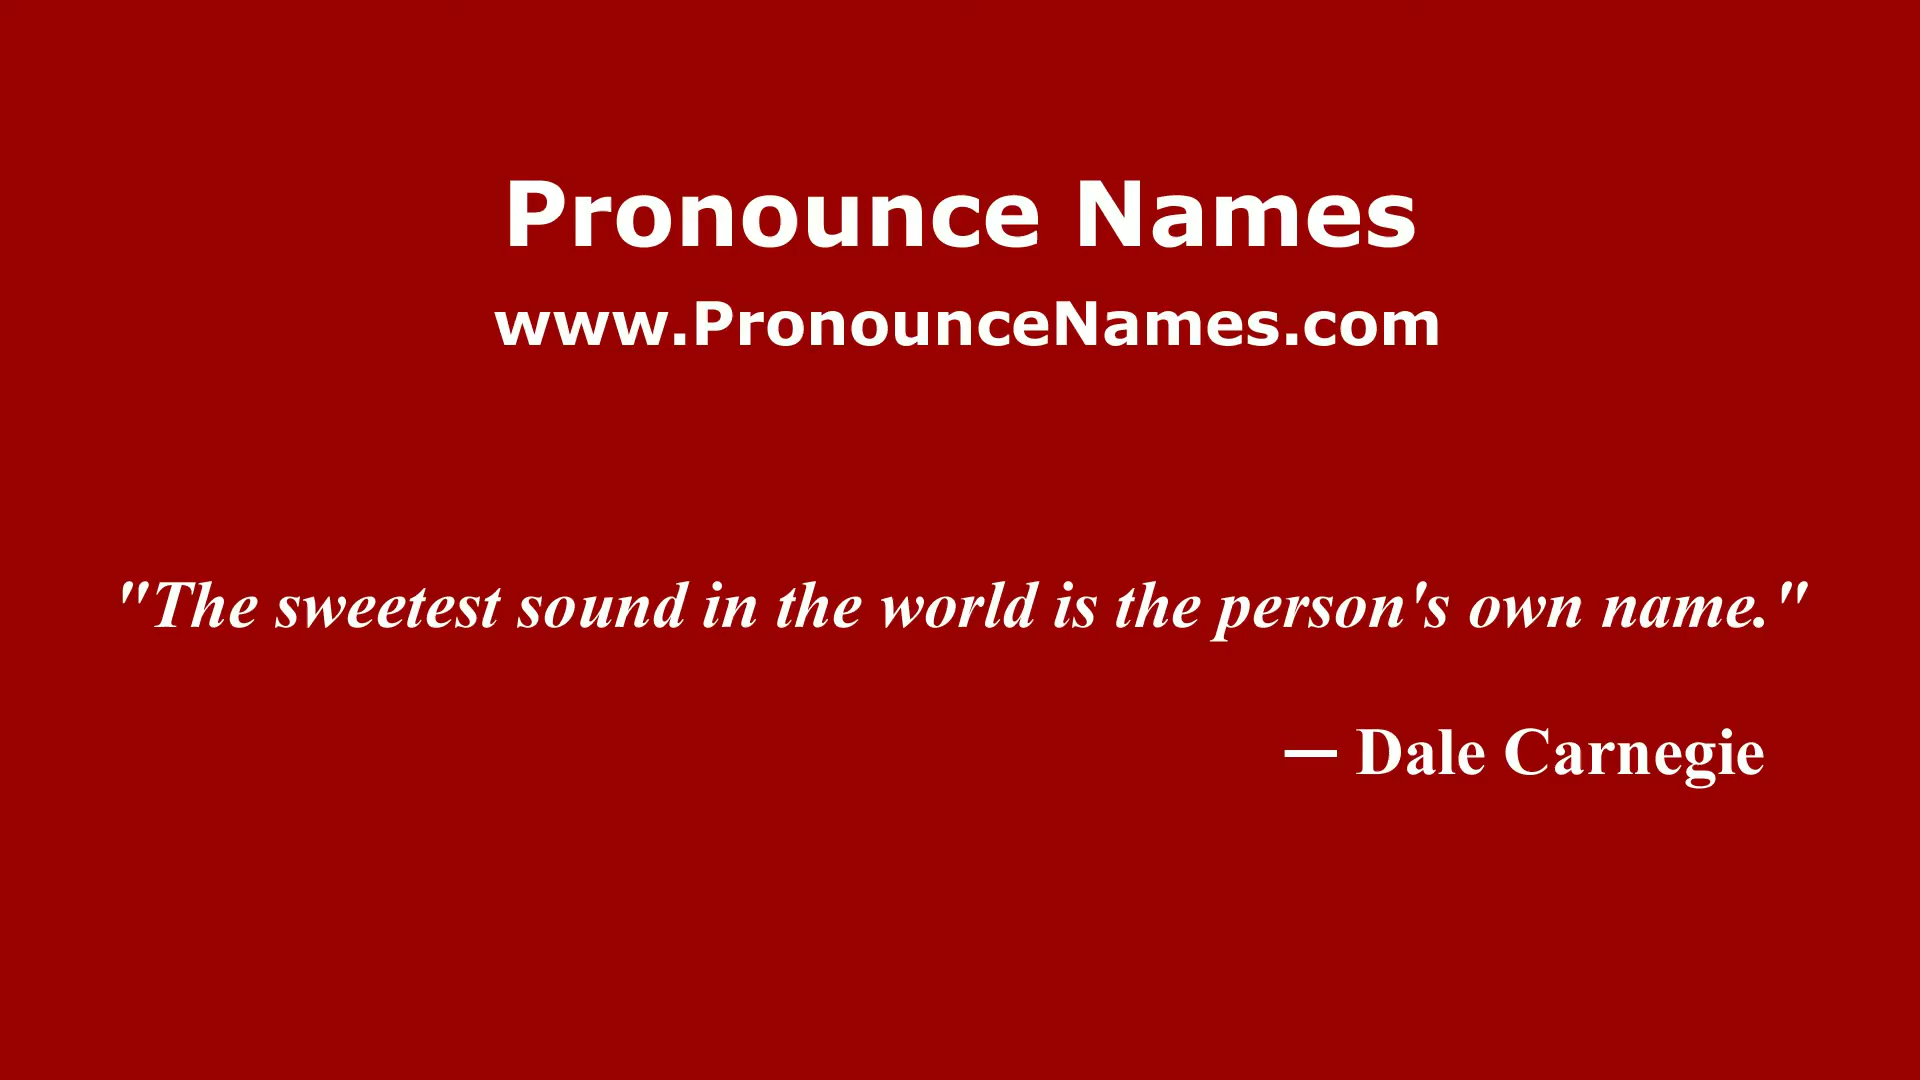 Pronounce Names
www.PronounceNames.com
"The sweetest sound in the world is the person's own name."
— Dale Carnegie